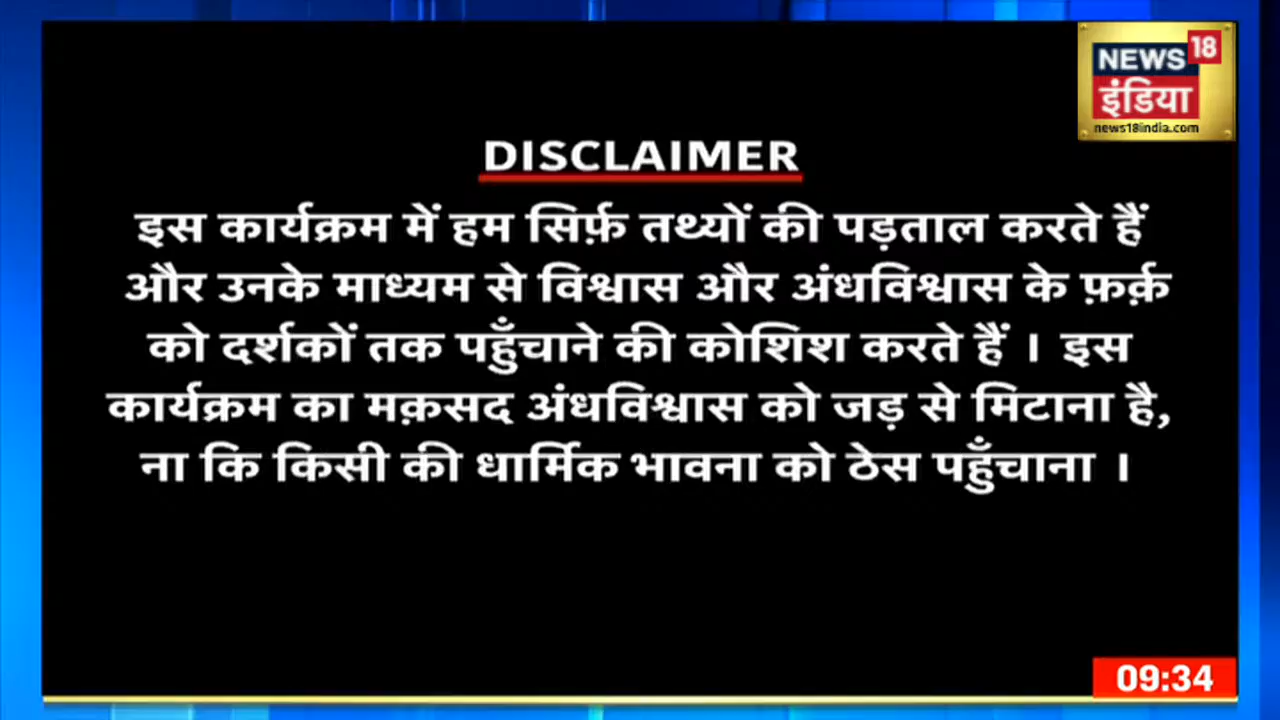 NEWS 18
इंडिया
news18india.com
DISCLAIMER
इस कार्यक्रम में हम सिर्फ़ तथ्यों की पड़ताल करते हैं
और उनके माध्यम से विश्वास और अंधविश्वास के फ़र्क़
को दर्शकों तक पहुँचाने की कोशिश करते हैं । इस
कार्यक्रम का मक़सद अंधविश्वास को जड़ से मिटाना है,
ना कि किसी की धार्मिक भावना को ठेस पहुँचाना ।
09:34